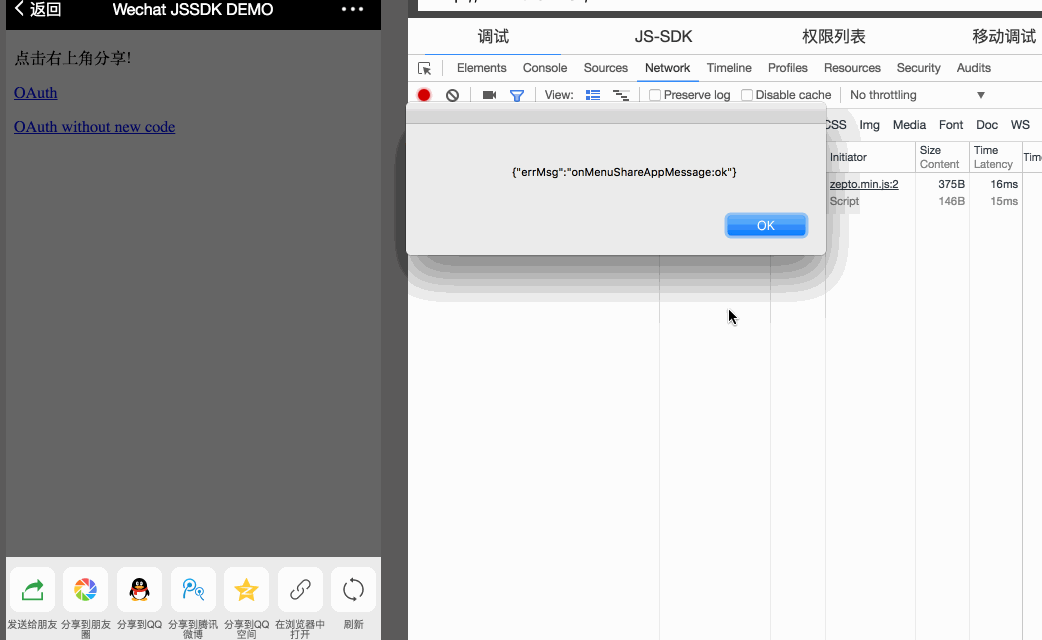 返回
Wechat JSSDK DEMO
点击右上角分享!
OAuth
OAuth without new code
发送给朋友
分享到朋友
圈
分享到QQ
分享到腾讯
微博
分享到QQ
空间
在浏览器中
打开
刷新
调试
JS-SDK
权限列表
移动调试
Elements
Console
Sources
Network
Timeline
Profiles
Resources
Security
Audits
View:
Preserve log
Disable cache
No throttling
CSS
Img
Media
Font
Doc
WS
Initiator
Size
Content
Time
Latency
zepto.min.js:2
Script
375B
146B
16ms
15ms
{"errMsg":"onMenuShareAppMessage:ok"}
OK